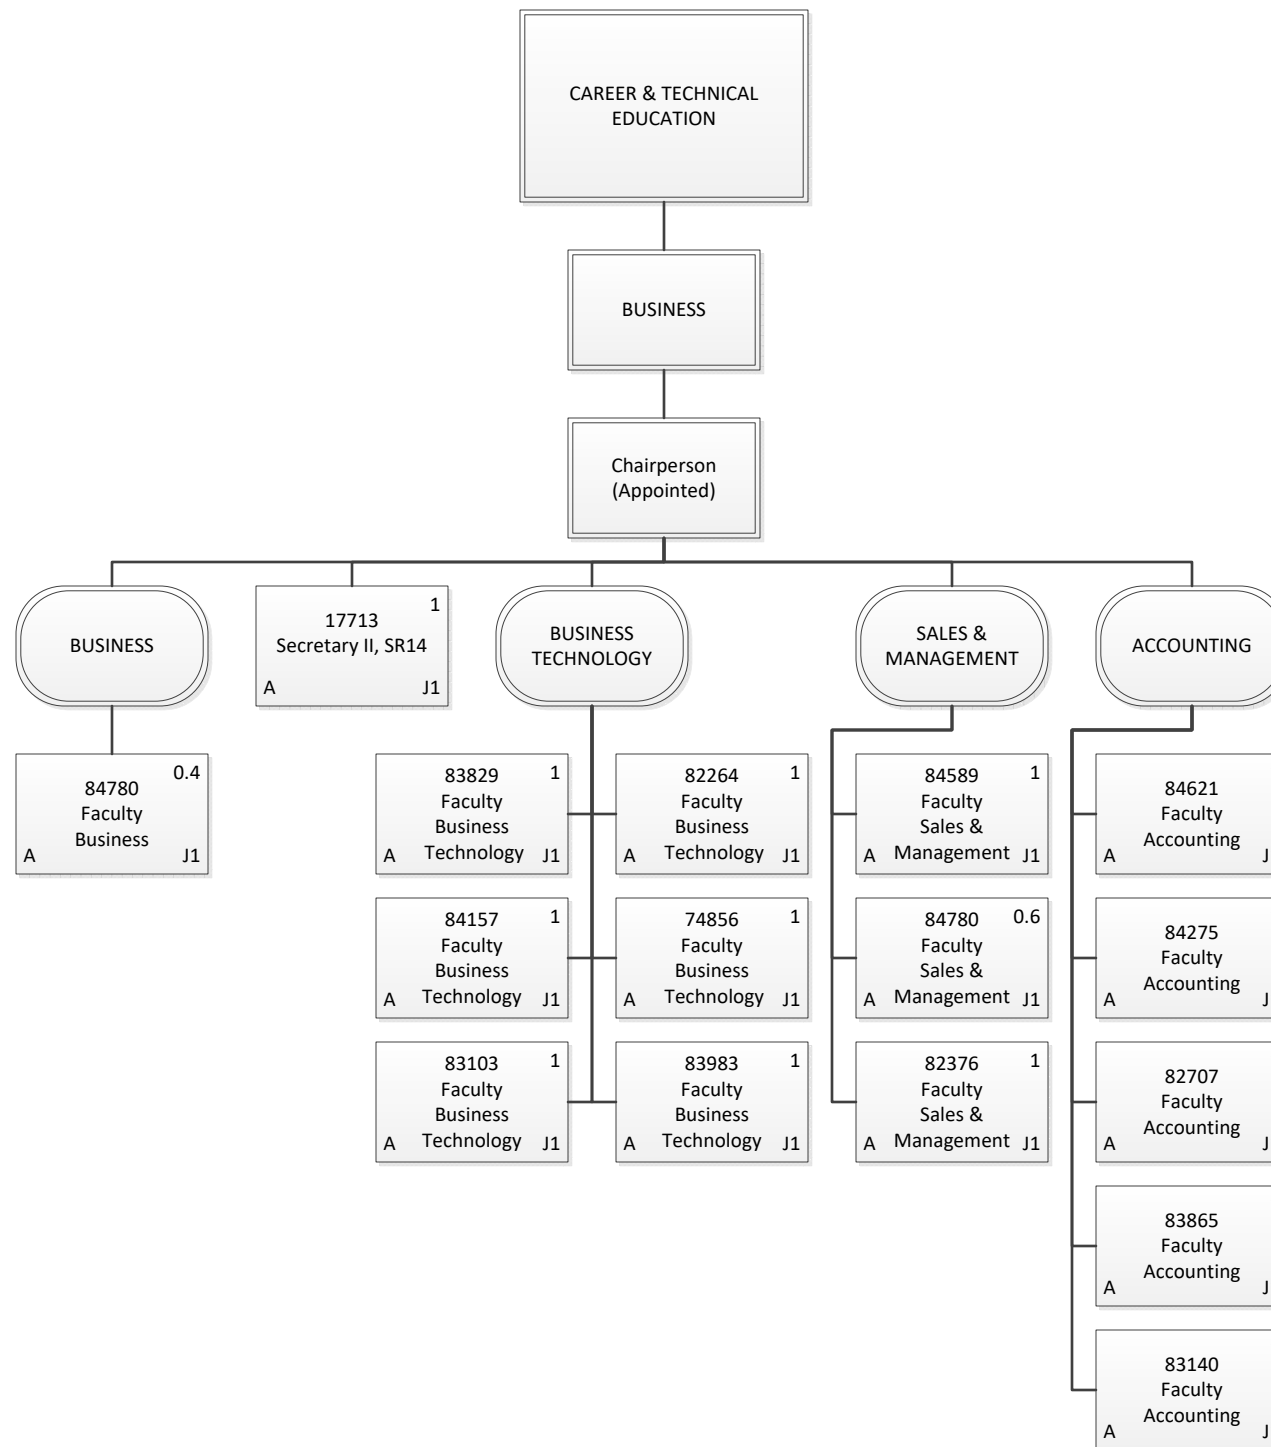 CAREER & TECHNICAL
EDUCATION
BUSINESS
Chairperson
(Appointed)
BUSINESS
1
17713
Secretary II, SR14
A
J1
BUSINESS
TECHNOLOGY
SALES &
MANAGEMENT
ACCOUNTING
0.4
84780
Faculty
Business
A
J1
83829
1
Faculty
Business
Technology
A
J1
82264
1
Faculty
Business
Technology
A
J1
84589
1
Faculty
Sales &
Management
A
J1
84621
Faculty
Accounting
A
J
84157
1
Faculty
Business
Technology
A
J1
74856
1
Faculty
Business
Technology
A
J1
84780
0.6
Faculty
Sales &
Management
A
J1
84275
Faculty
Accounting
A
J
83103
1
Faculty
Business
Technology
A
J1
83983
1
Faculty
Business
Technology
A
J1
82376
1
Faculty
Sales &
Management
A
J1
82707
Faculty
Accounting
A
J
83865
Faculty
Accounting
A
J
83140
Faculty
Accounting
A
J